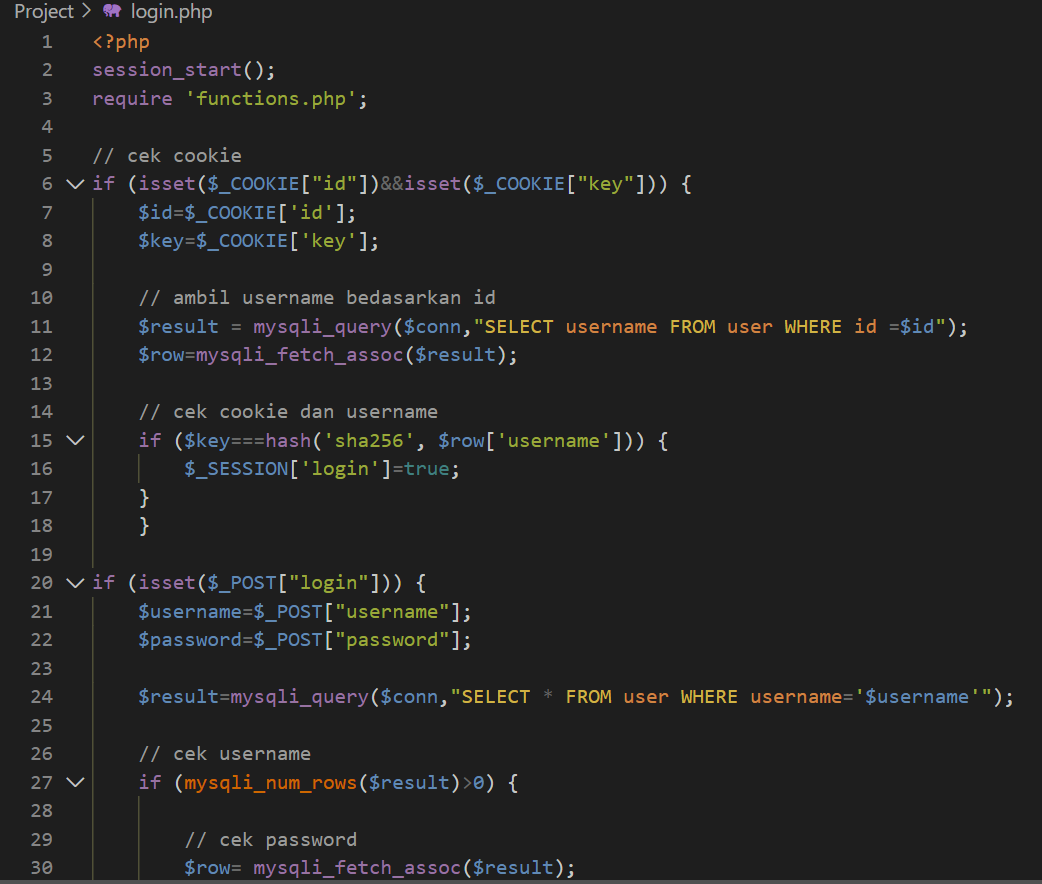 Project > login.php
1 <?php
2 session_start();
3 require 'functions.php';
4
5 // cek cookie
6 if (isset($_COOKIE["id"])&&isset($_COOKIE["key"])) {
7 $id=$_COOKIE['id'];
8 $key=$_COOKIE['key'];
9
10 // ambil username bedasarkan id
11 $result = mysqli_query($conn,"SELECT username FROM user WHERE id =$id");
12 $row=mysqli_fetch_assoc($result);
13
14 // cek cookie dan username
15 if ($key===hash('sha256', $row['username'])) {
16 $_SESSION['login']=true;
17 }
18 }
19
20 if (isset($_POST["login"])) {
21 $username=$_POST["username"];
22 $password=$_POST["password"];
23
24 $result=mysqli_query($conn,"SELECT * FROM user WHERE username='$username'");
25
26 // cek username
27 if (mysqli_num_rows($result)>0) {
28
29 // cek password
30 $row= mysqli_fetch_assoc($result);